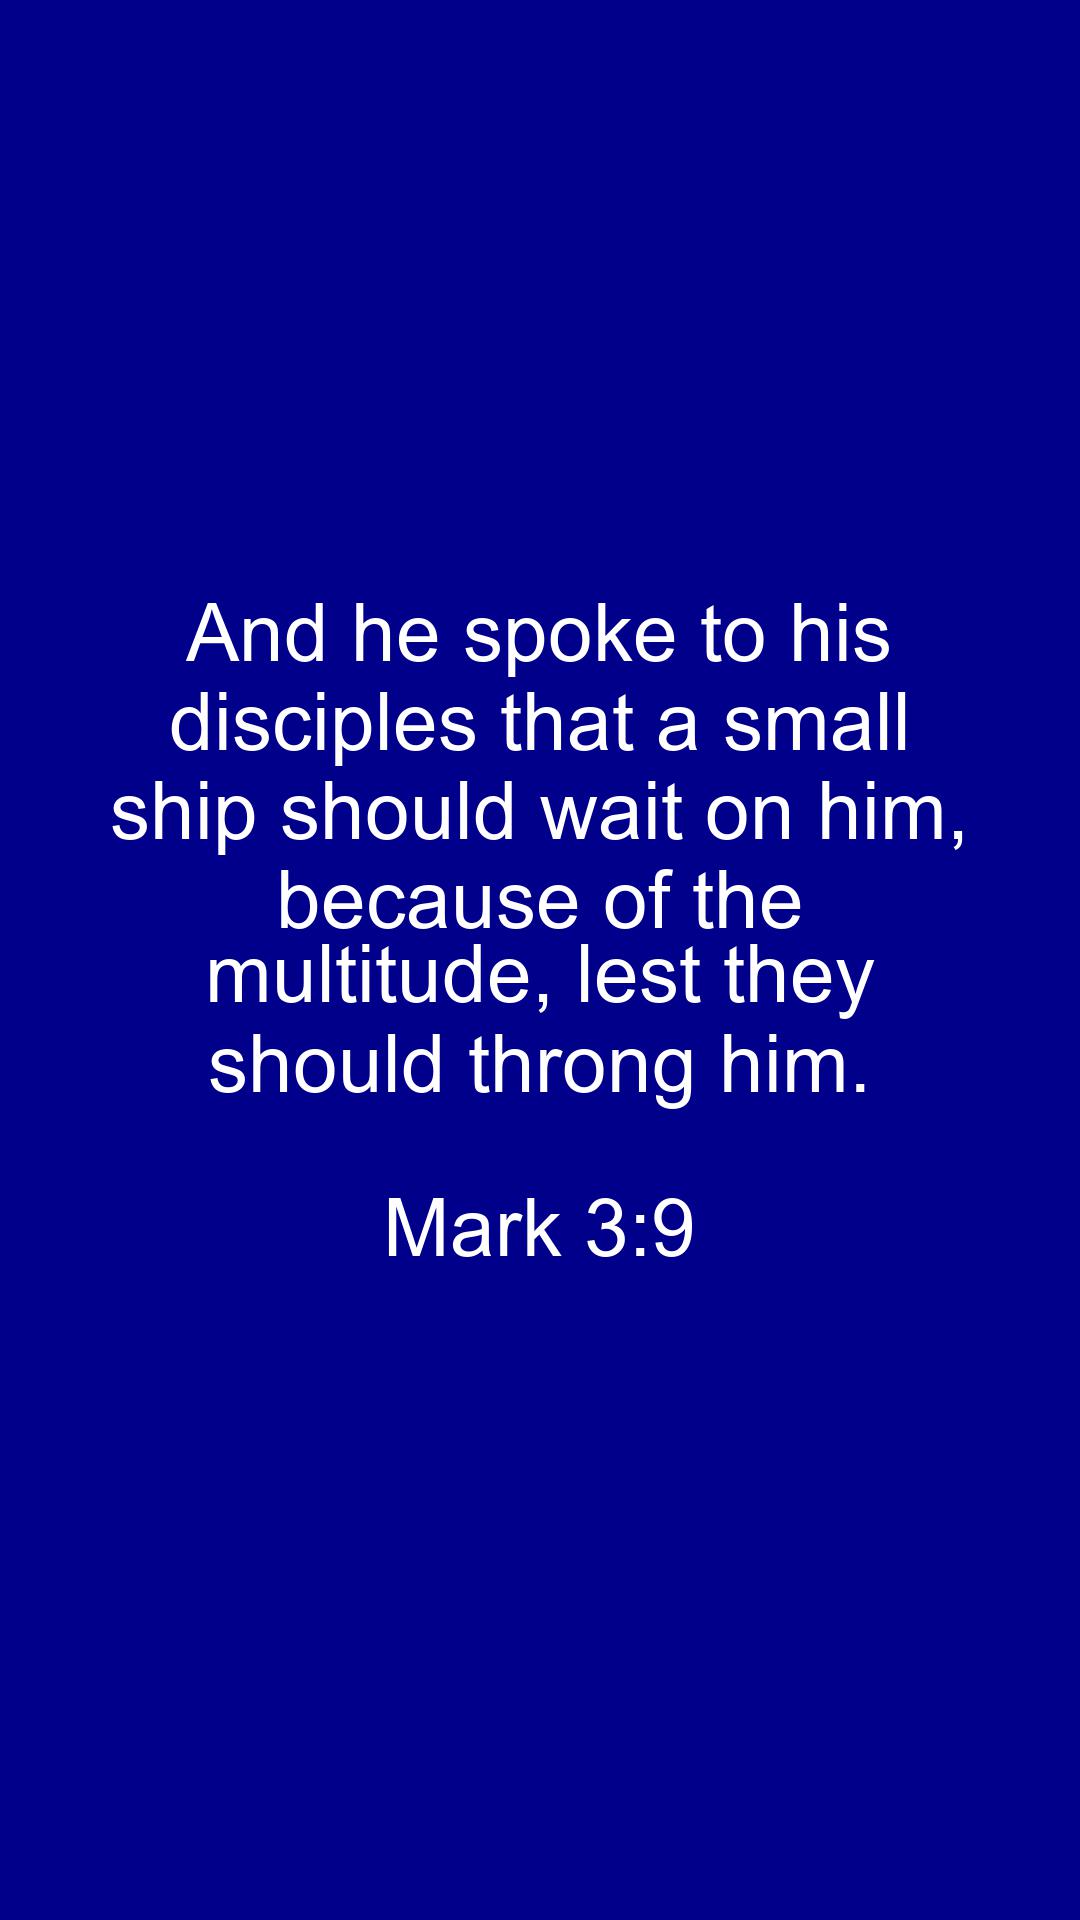 And he spoke to his
disciples that a small
ship should wait on him,
because of the
multitude, lest they
should throng him.
Mark 3:9